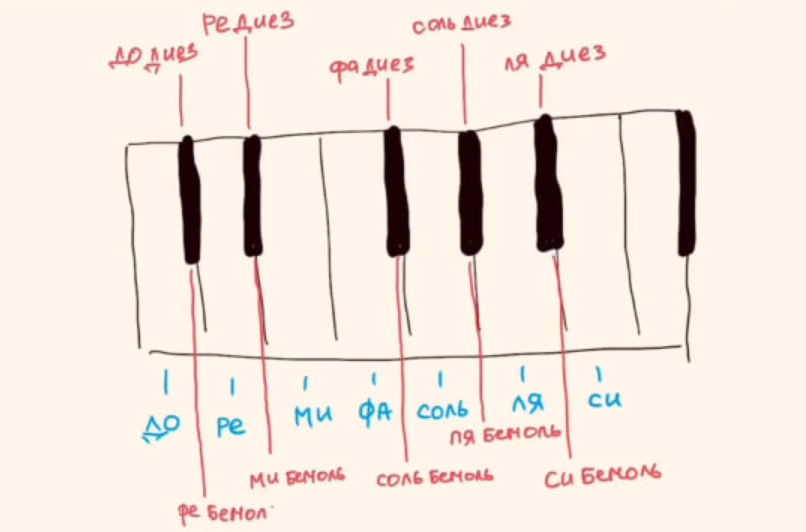 РЕ ДИЕЗ
СОЛЬ ДИЕЗ
ДО ДИЕЗ
ФА ДИЕЗ
ЛЯ ДИЕЗ
ДО
РЕ
МИ
ФА
СОЛЬ
ЛЯ
СИ
ЛЯ БЕМОЛЬ
МИ БЕМОЛЬ
СОЛЬ БЕМОЛЬ
СИ БЕМОЛЬ
РЕ БЕМОЛ